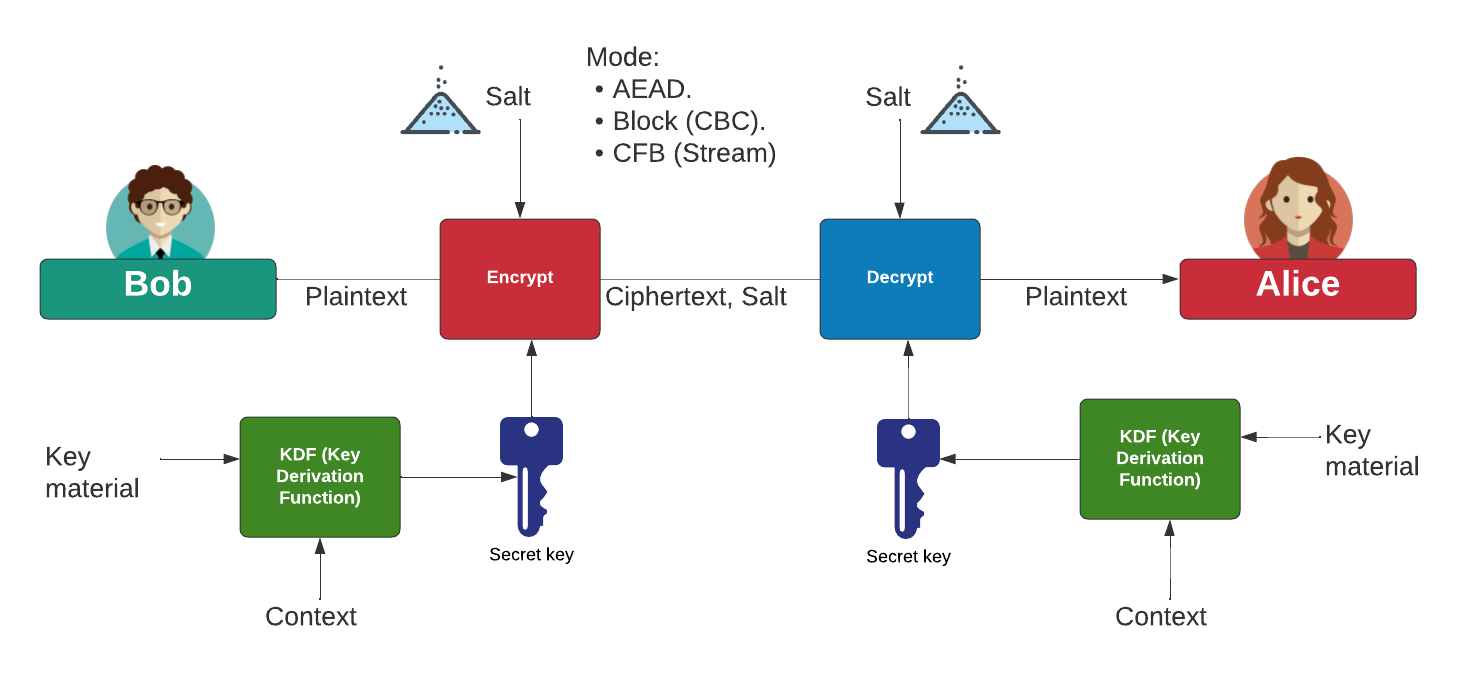 Mode:
• AEAD.
• Block (CBC).
• CFB (Stream)
Salt
Salt
Bob
Plaintext
Encrypt
Ciphertext, Salt
Decrypt
Plaintext
Alice
Key
material
KDF (Key
Derivation
Function)
Secret key
Context
Secret key
KDF (Key
Derivation
Function)
Key
material
Context